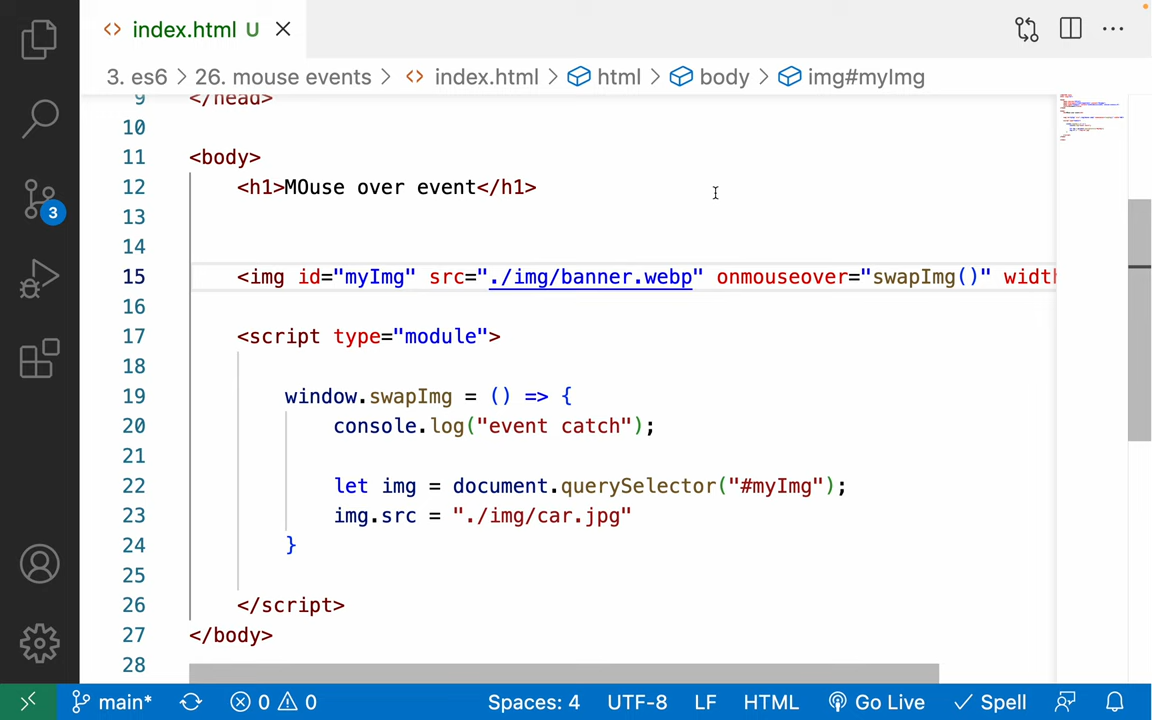 index.html U
3. es6 > 26. mouse events > index.html > html > body > img#myImg
9 </head>
10
11 <body>
12 <h1>MOuse over event</h1>
13
14
15 <img id="myImg" src="./img/banner.webp" onmouseover="swapImg()" width
16
17 <script type="module">
18
19 window.swapImg = () => {
20 console.log("event catch");
21
22 let img = document.querySelector("#myImg");
23 img.src = "./img/car.jpg"
24 }
25
26 </script>
27 </body>
28
3
main* 0 0 Spaces: 4 UTF-8 LF HTML Go Live Spell